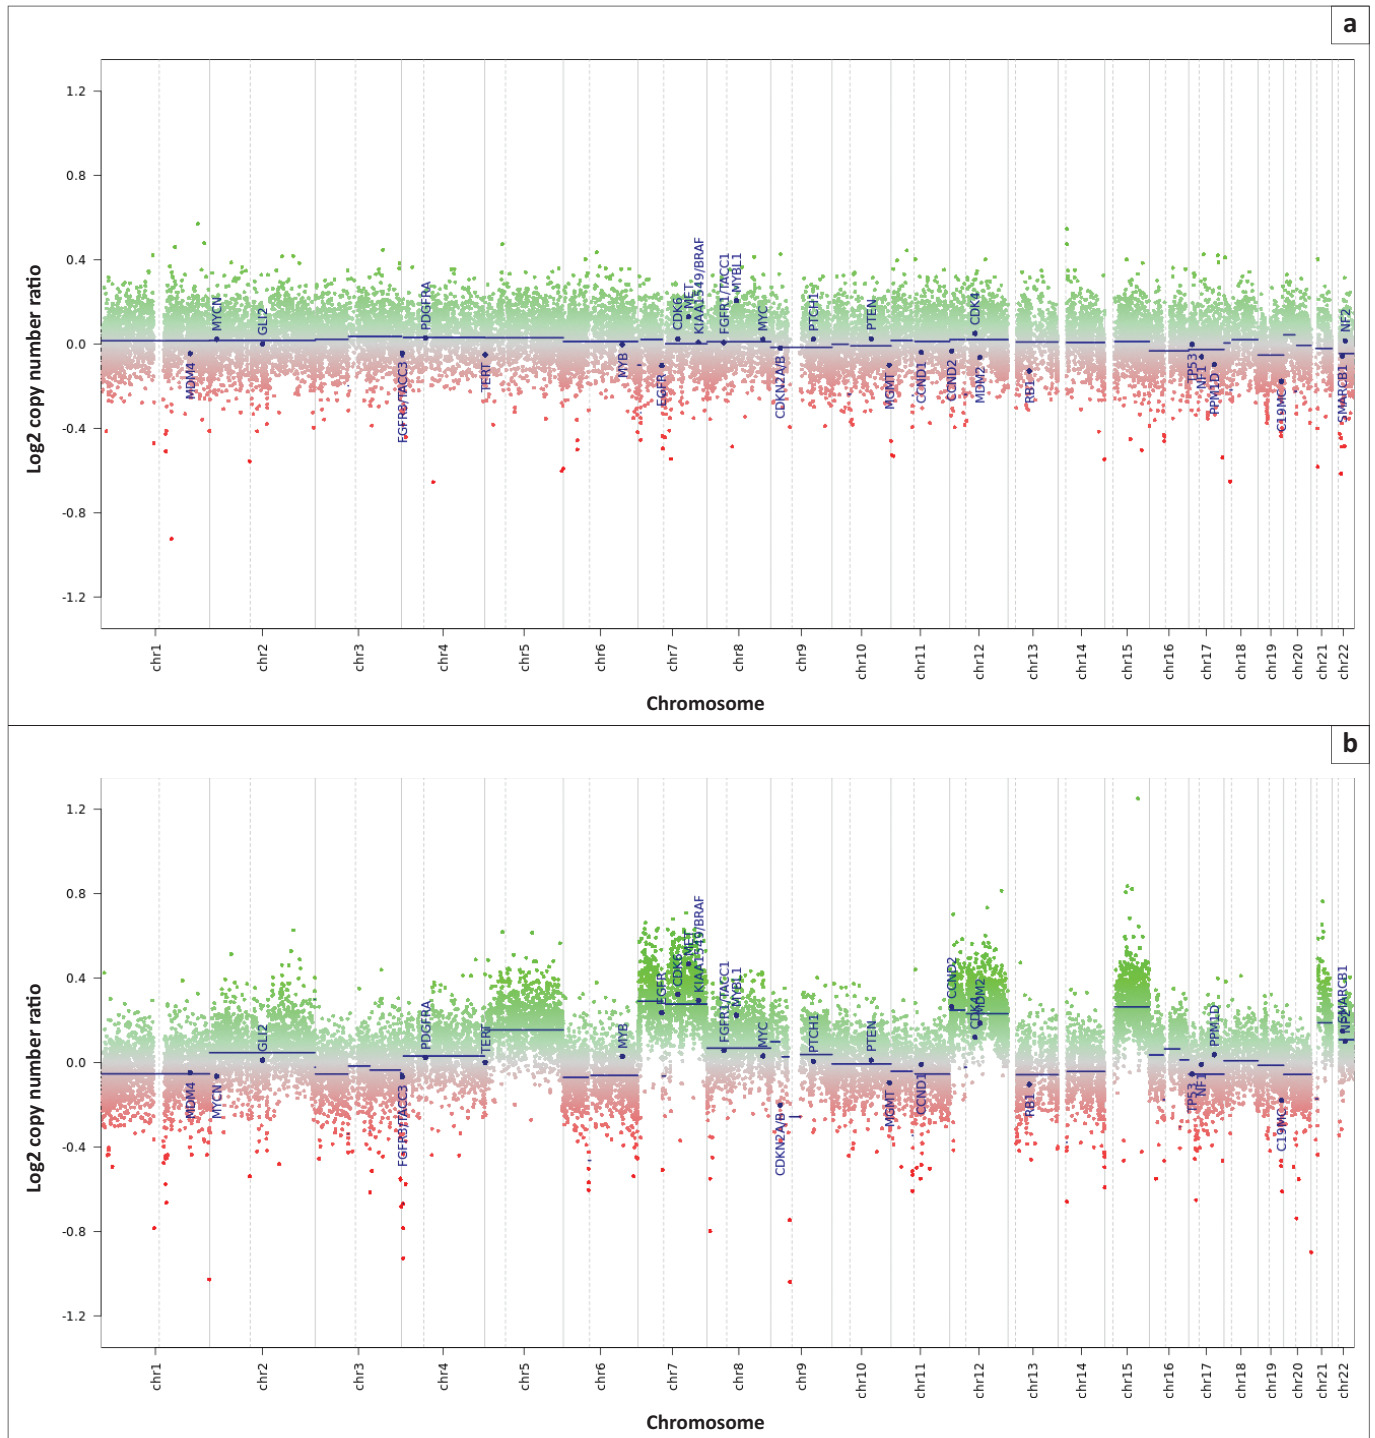 a
Log2 copy number ratio
1.2
0.8
0.4
0.0
-0.4
-0.8
-1.2
MDM4
MYCN
GLI2
FGFR3/TACC3
PDGFRA
TERT
MYB
EGFR
CDK6
MET
KIAA1549/BRAF
FGFR1/TACC1
MYBL1
MYC
CDKN2A/B
PTCH1
PTEN
MGMT
CCND1
CCND2
CDK4
MDM2
RB1
TP53
NF1
PPM1D
C19MC
SMARCB1
NF2
chr1
chr2
chr3
chr4
chr5
chr6
chr7
chr8
chr9
chr10
chr11
chr12
chr13
chr14
chr15
chr16
chr17
chr18
chr19
chr20
chr21
chr22
Chromosome
b
Log2 copy number ratio
1.2
0.8
0.4
0.0
-0.4
-0.8
-1.2
MDM4
MYCN
GLI2
FGFR3/TACC3
PDGFRA
TERT
MYB
EGFR
CDK6
MET
KIAA1549/BRAF
FGFR1/TACC1
MYBL1
MYC
CDKN2A/B
PTCH1
PTEN
MGMT
CCND1
CCND2
CDK4
MDM2
RB1
TP53
NF1
PPM1D
C19MC
SMARCB1
NF2
chr1
chr2
chr3
chr4
chr5
chr6
chr7
chr8
chr9
chr10
chr11
chr12
chr13
chr14
chr15
chr16
chr17
chr18
chr19
chr20
chr21
chr22
Chromosome